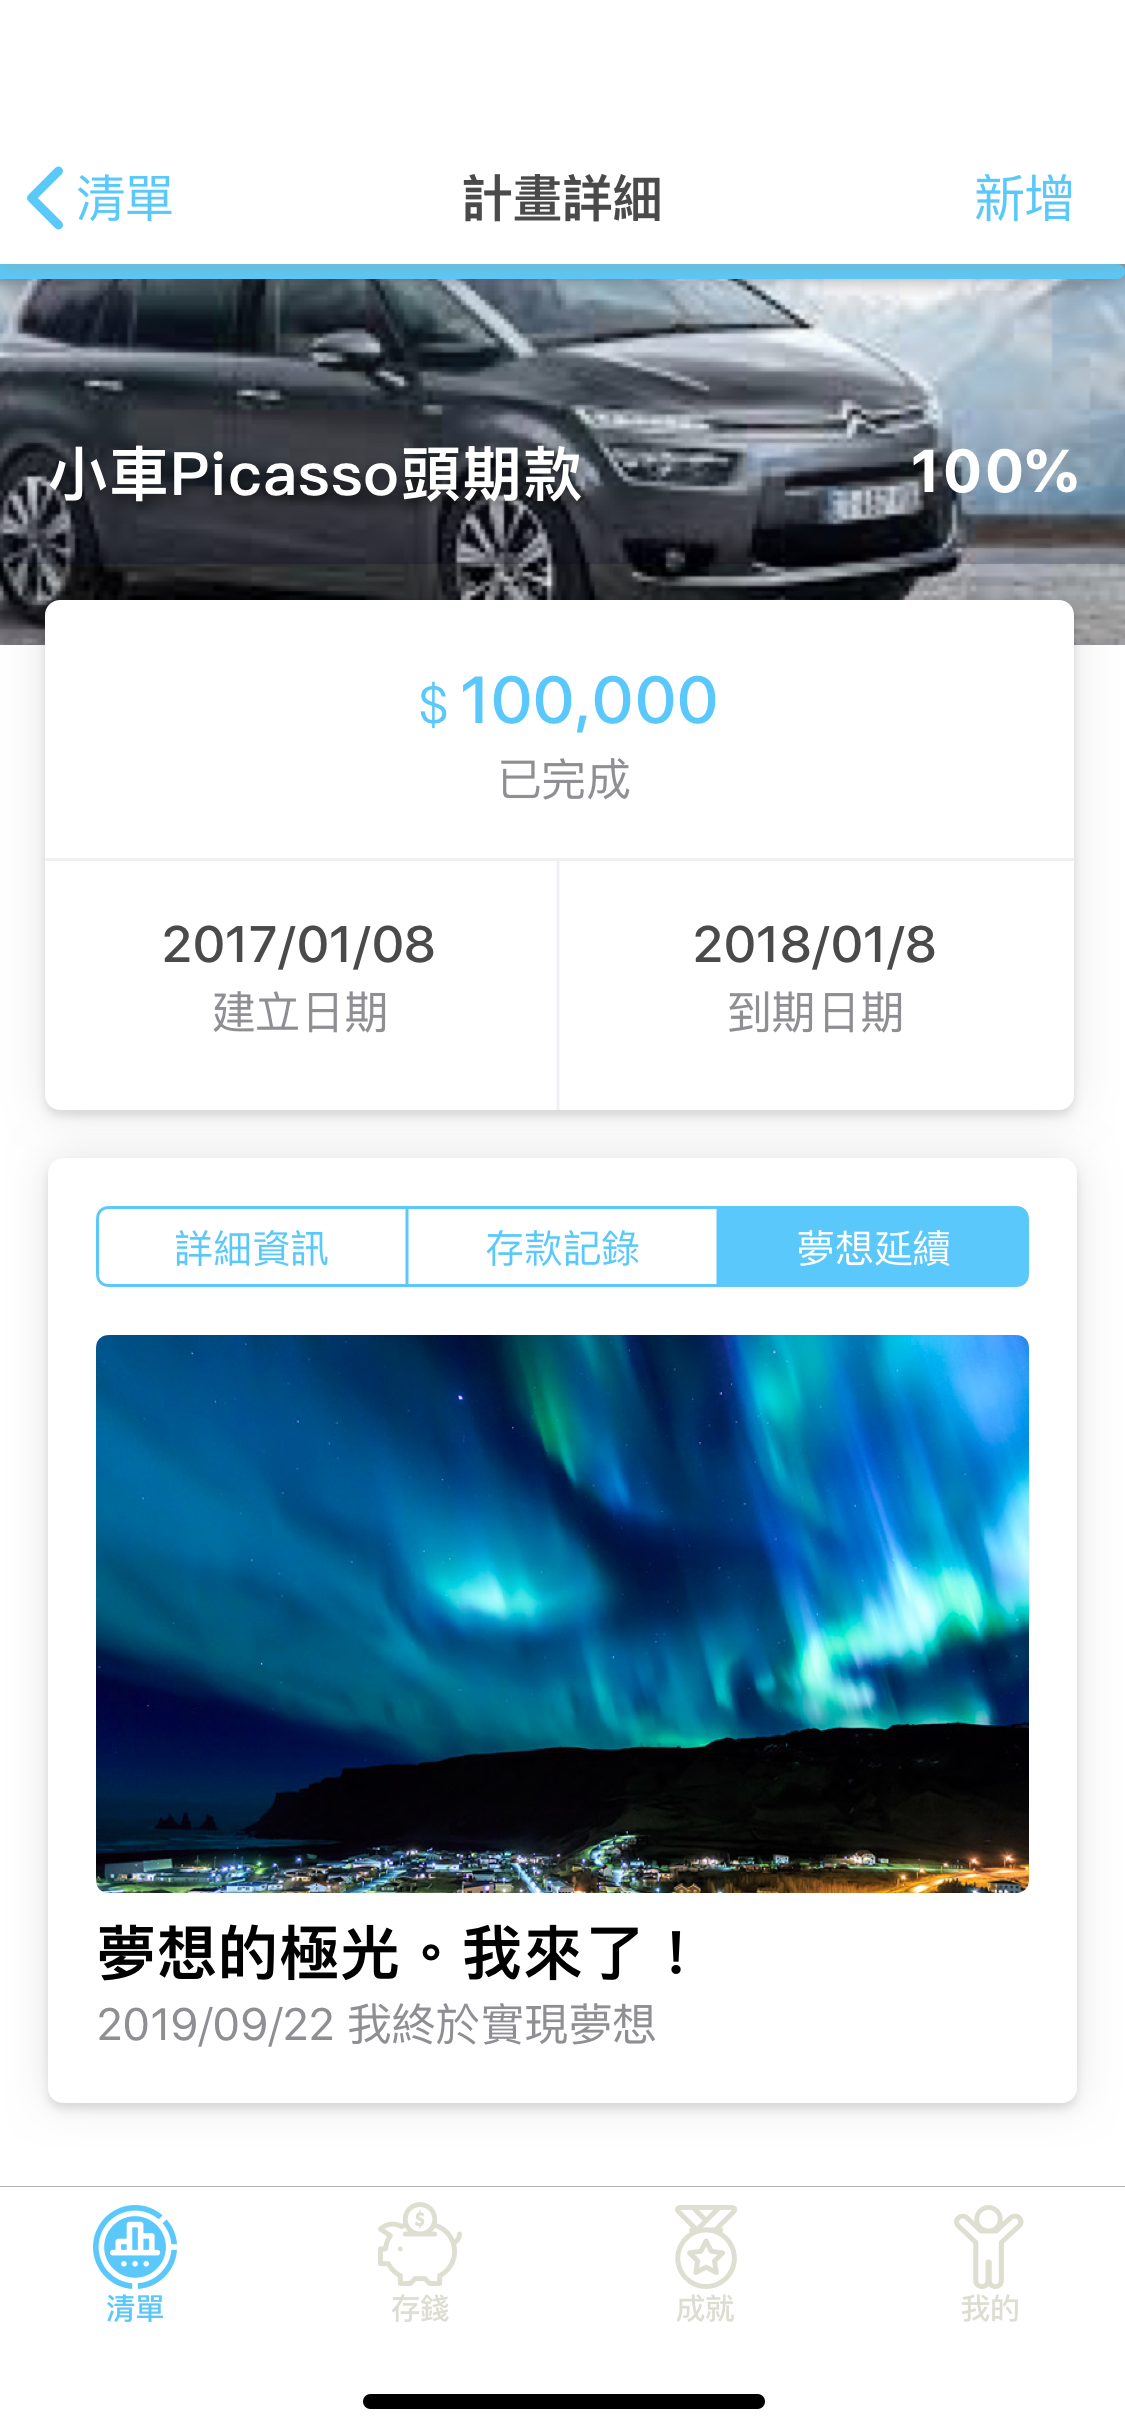 清單
計畫詳細
新增
小車Picasso頭期款
100%
$ 100,000
已完成
2017/01/08
建立日期
2018/01/8
到期日期
詳細資訊
存款記錄
夢想延續
夢想的極光。我來了！
2019/09/22 我終於實現夢想
清單
存錢
成就
我的